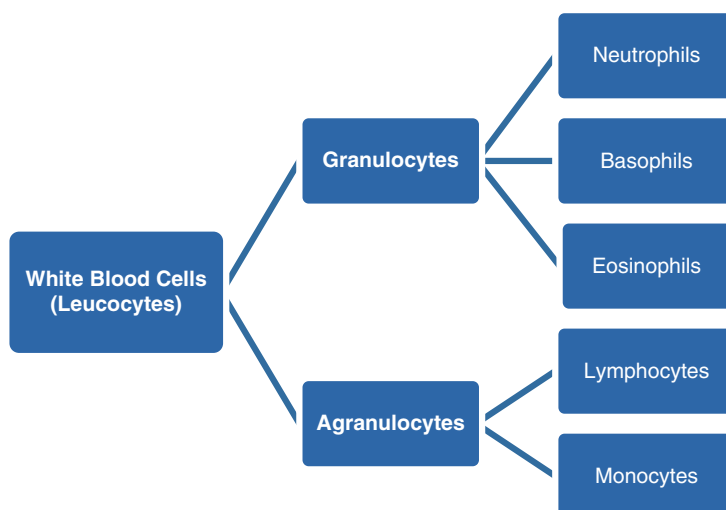 Neutrophils
Granulocytes
Basophils
Eosinophils
White Blood Cells
(Leucocytes)
Lymphocytes
Agranulocytes
Monocytes